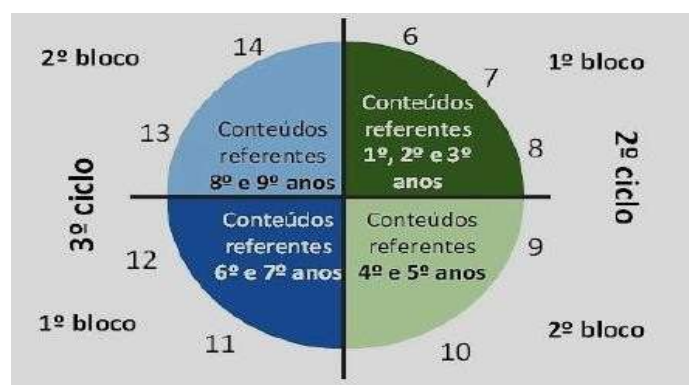 2º bloco
14
6
1º bloco
7
13
Conteúdos
referentes
8º e 9º anos
Conteúdos
referentes
1º, 2º e 3º
anos
8
3º ciclo
2º ciclo
12
Conteúdos
referentes
6º e 7º anos
Conteúdos
referentes
4º e 5º anos
9
1º bloco
11
10
2º bloco